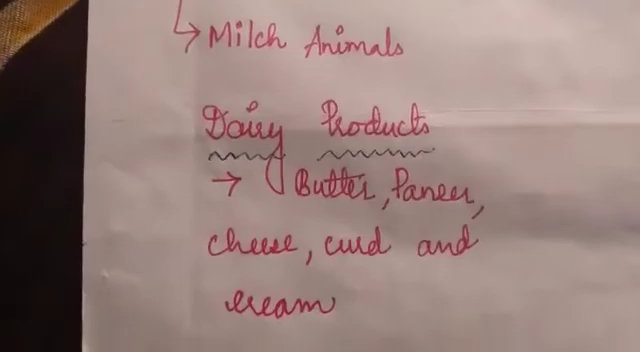 ↳ Milch Animals
Dairy Products
→ Butter, Paneer,
cheese, curd and
cream